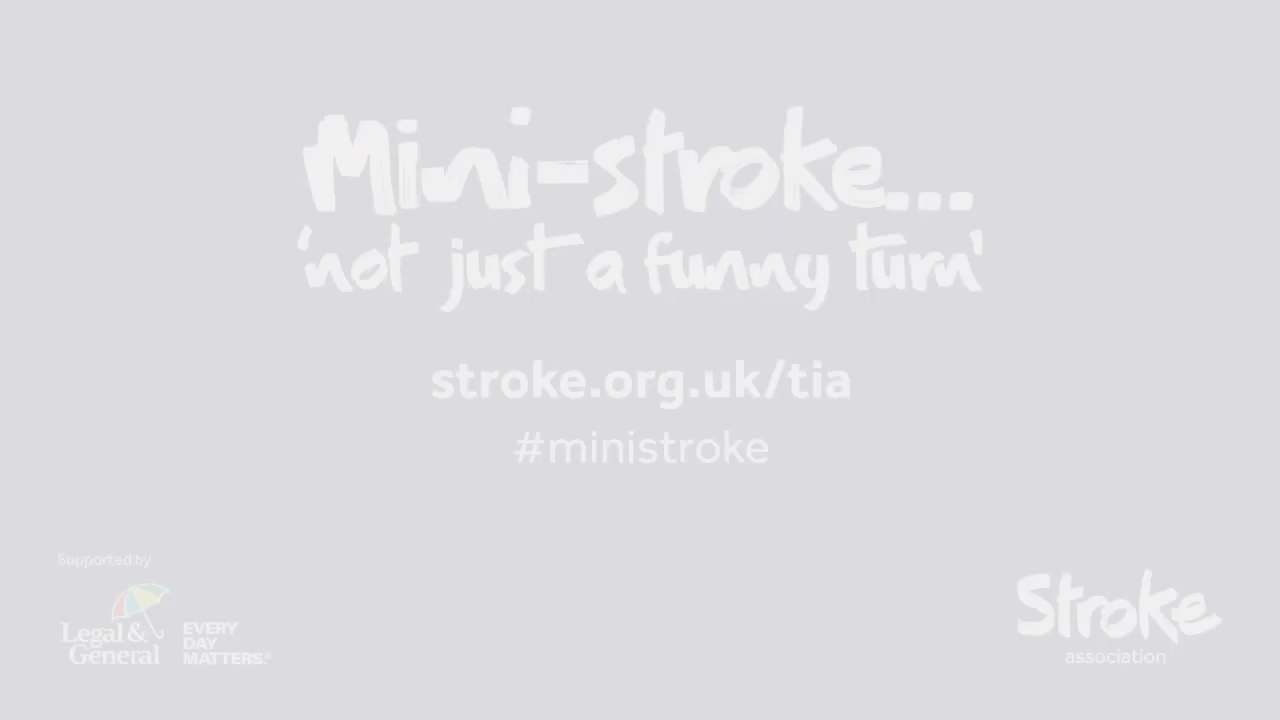 Mini-stroke...
'not just a funny turn'
stroke.org.uk/tia
#ministroke
Supported by
Legal &
General
EVERY
DAY
MATTERS.®
Stroke
association